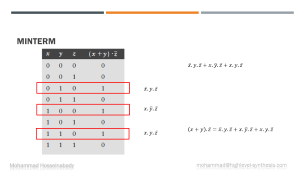 MINTERM
x y z (x + y) · z̄
0 0 0 0
0 0 1 0
0 1 0 1
0 1 1 0
1 0 0 1
1 0 1 0
1 1 0 1
1 1 1 0
x̄.y.z̄
x.ȳ.z̄
x.y.z̄
x̄.y.z̄ + x.ȳ.z̄ + x.y.z̄
(x + y).z̄ = x̄.y.z̄ + x.ȳ.z̄ + x.y.z̄
Mohammad Hosseinabady
mohammad@highlevel-synthesis.com